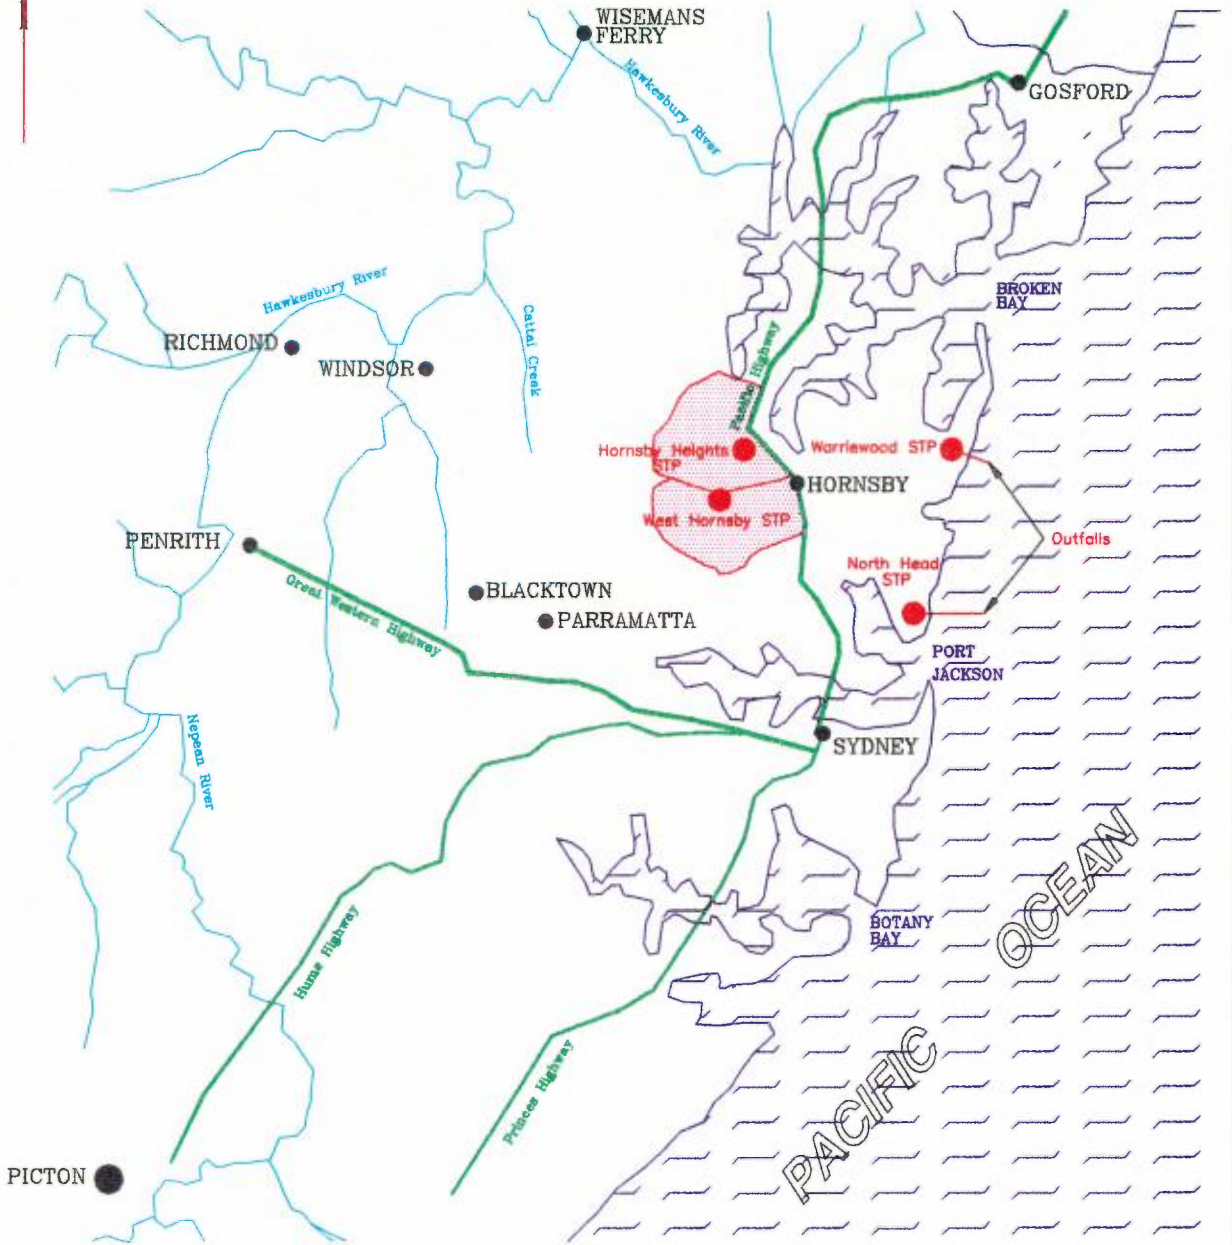 WISEMANS
FERRY
Hawkesbury River
GOSFORD
Hawkesbury River
BROKEN
BAY
RICHMOND
WINDSOR
Cattai Creek
Pacific Highway
Hornsby Heights
STP
Warriewood STP
HORNSBY
West Hornsby STP
PENRITH
Outfalls
North Head
STP
Great Western Highway
BLACKTOWN
PARRAMATTA
PORT
JACKSON
Nepean River
SYDNEY
Hume Highway
BOTANY
BAY
OCEAN
Princes Highway
PACIFIC
PICTON